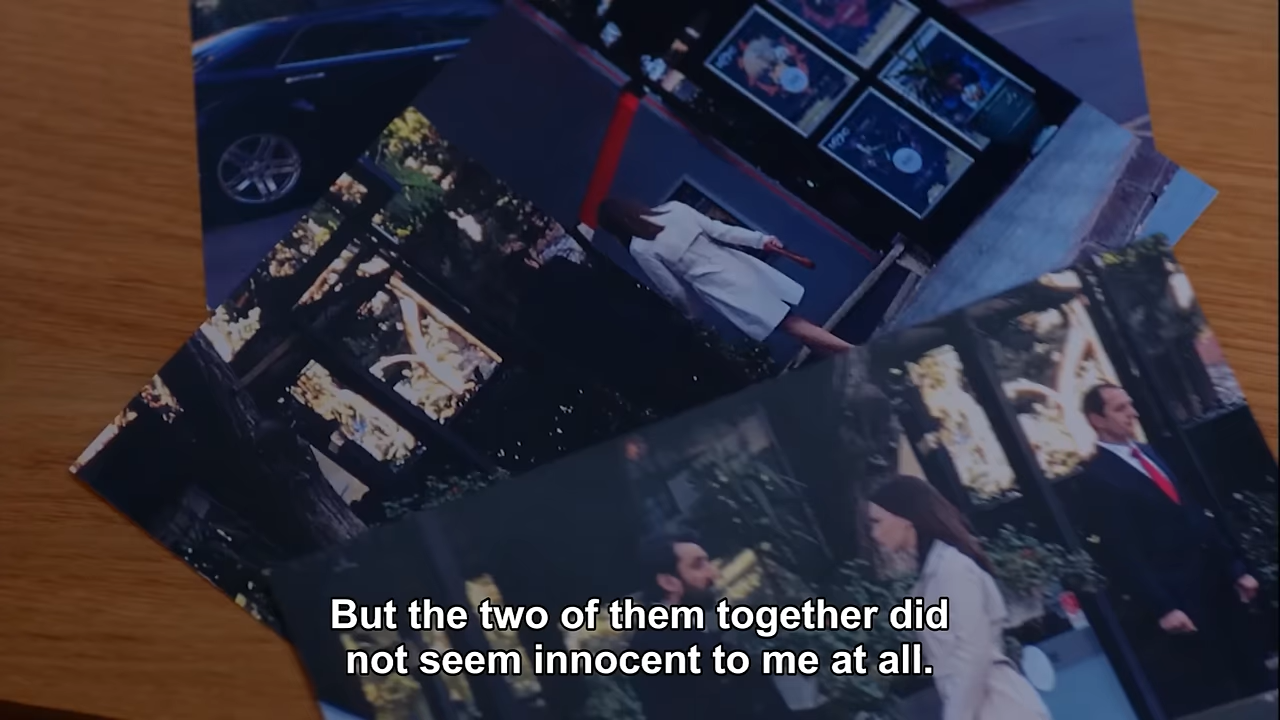 But the two of them together did
not seem innocent to me at all.